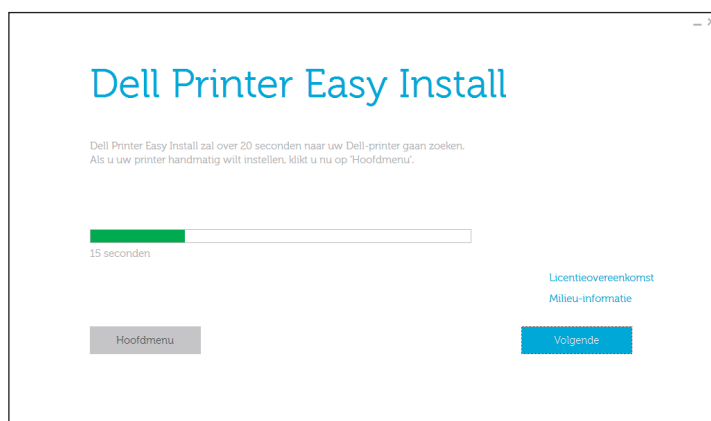 Dell Printer Easy Install
Dell Printer Easy Install zal over 20 seconden naar uw Dell-printer gaan zoeken.
Als u uw printer handmatig wilt instellen, klikt u nu op 'Hoofdmenu'.
15 seconden
Licentieovereenkomst
Milieu-informatie
Hoofdmenu
Volgende